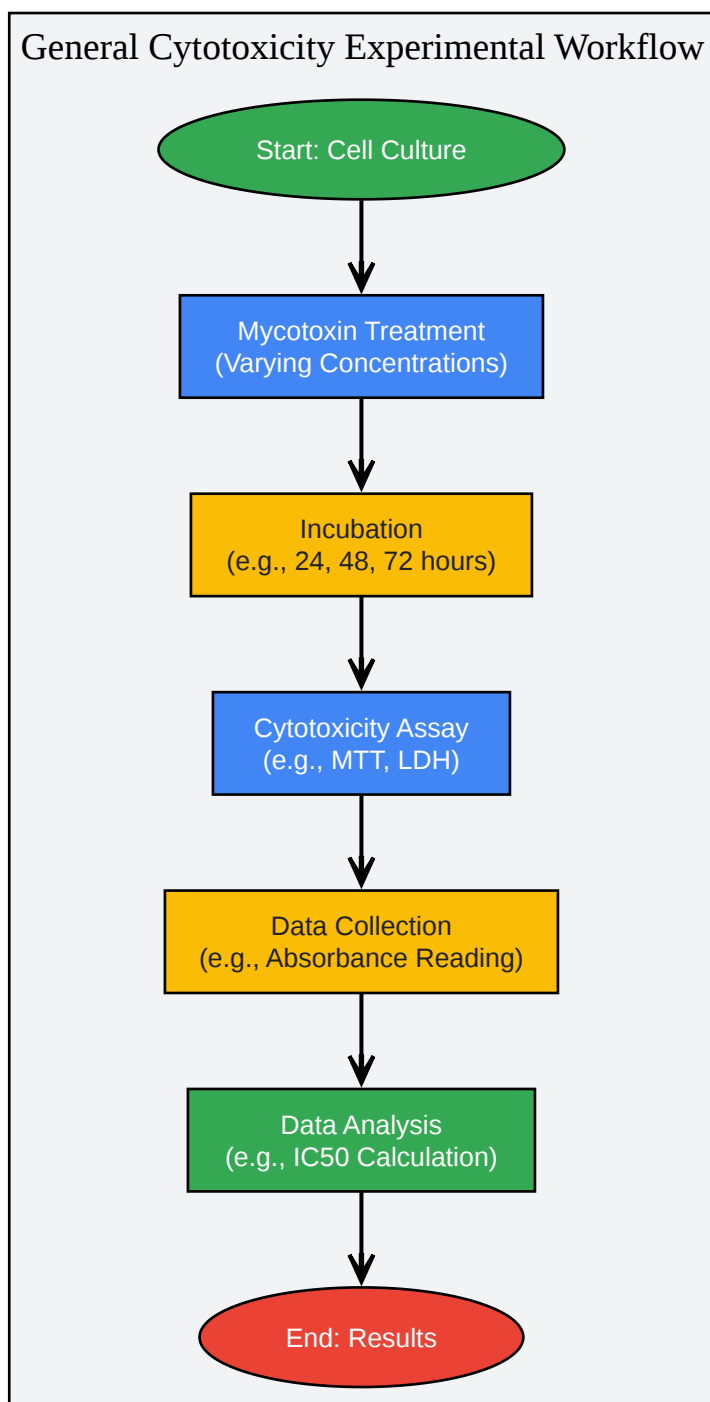 General Cytotoxicity Experimental Workflow
Start: Cell Culture
Mycotoxin Treatment
(Varying Concentrations)
Incubation
(e.g., 24, 48, 72 hours)
Cytotoxicity Assay
(e.g., MTT, LDH)
Data Collection
(e.g., Absorbance Reading)
Data Analysis
(e.g., IC50 Calculation)
End: Results